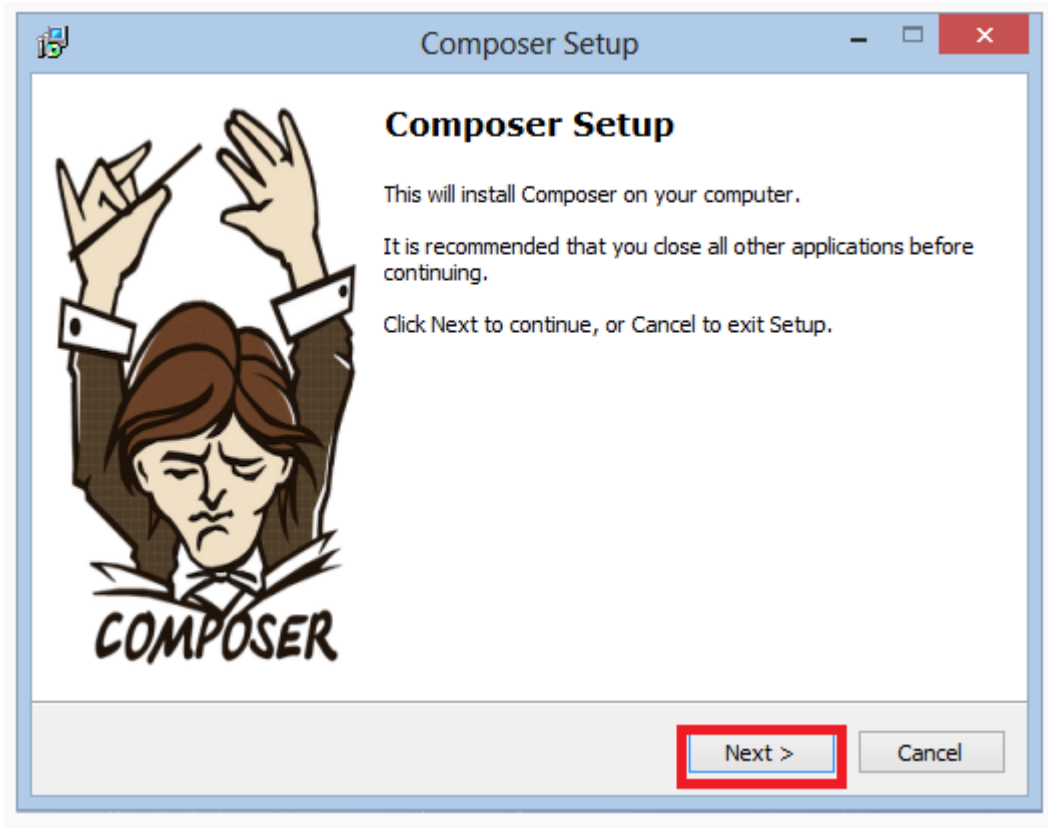 Composer Setup
Composer Setup
This will install Composer on your computer.
It is recommended that you close all other applications before
continuing.
Click Next to continue, or Cancel to exit Setup.
COMPOSER
Next >
Cancel